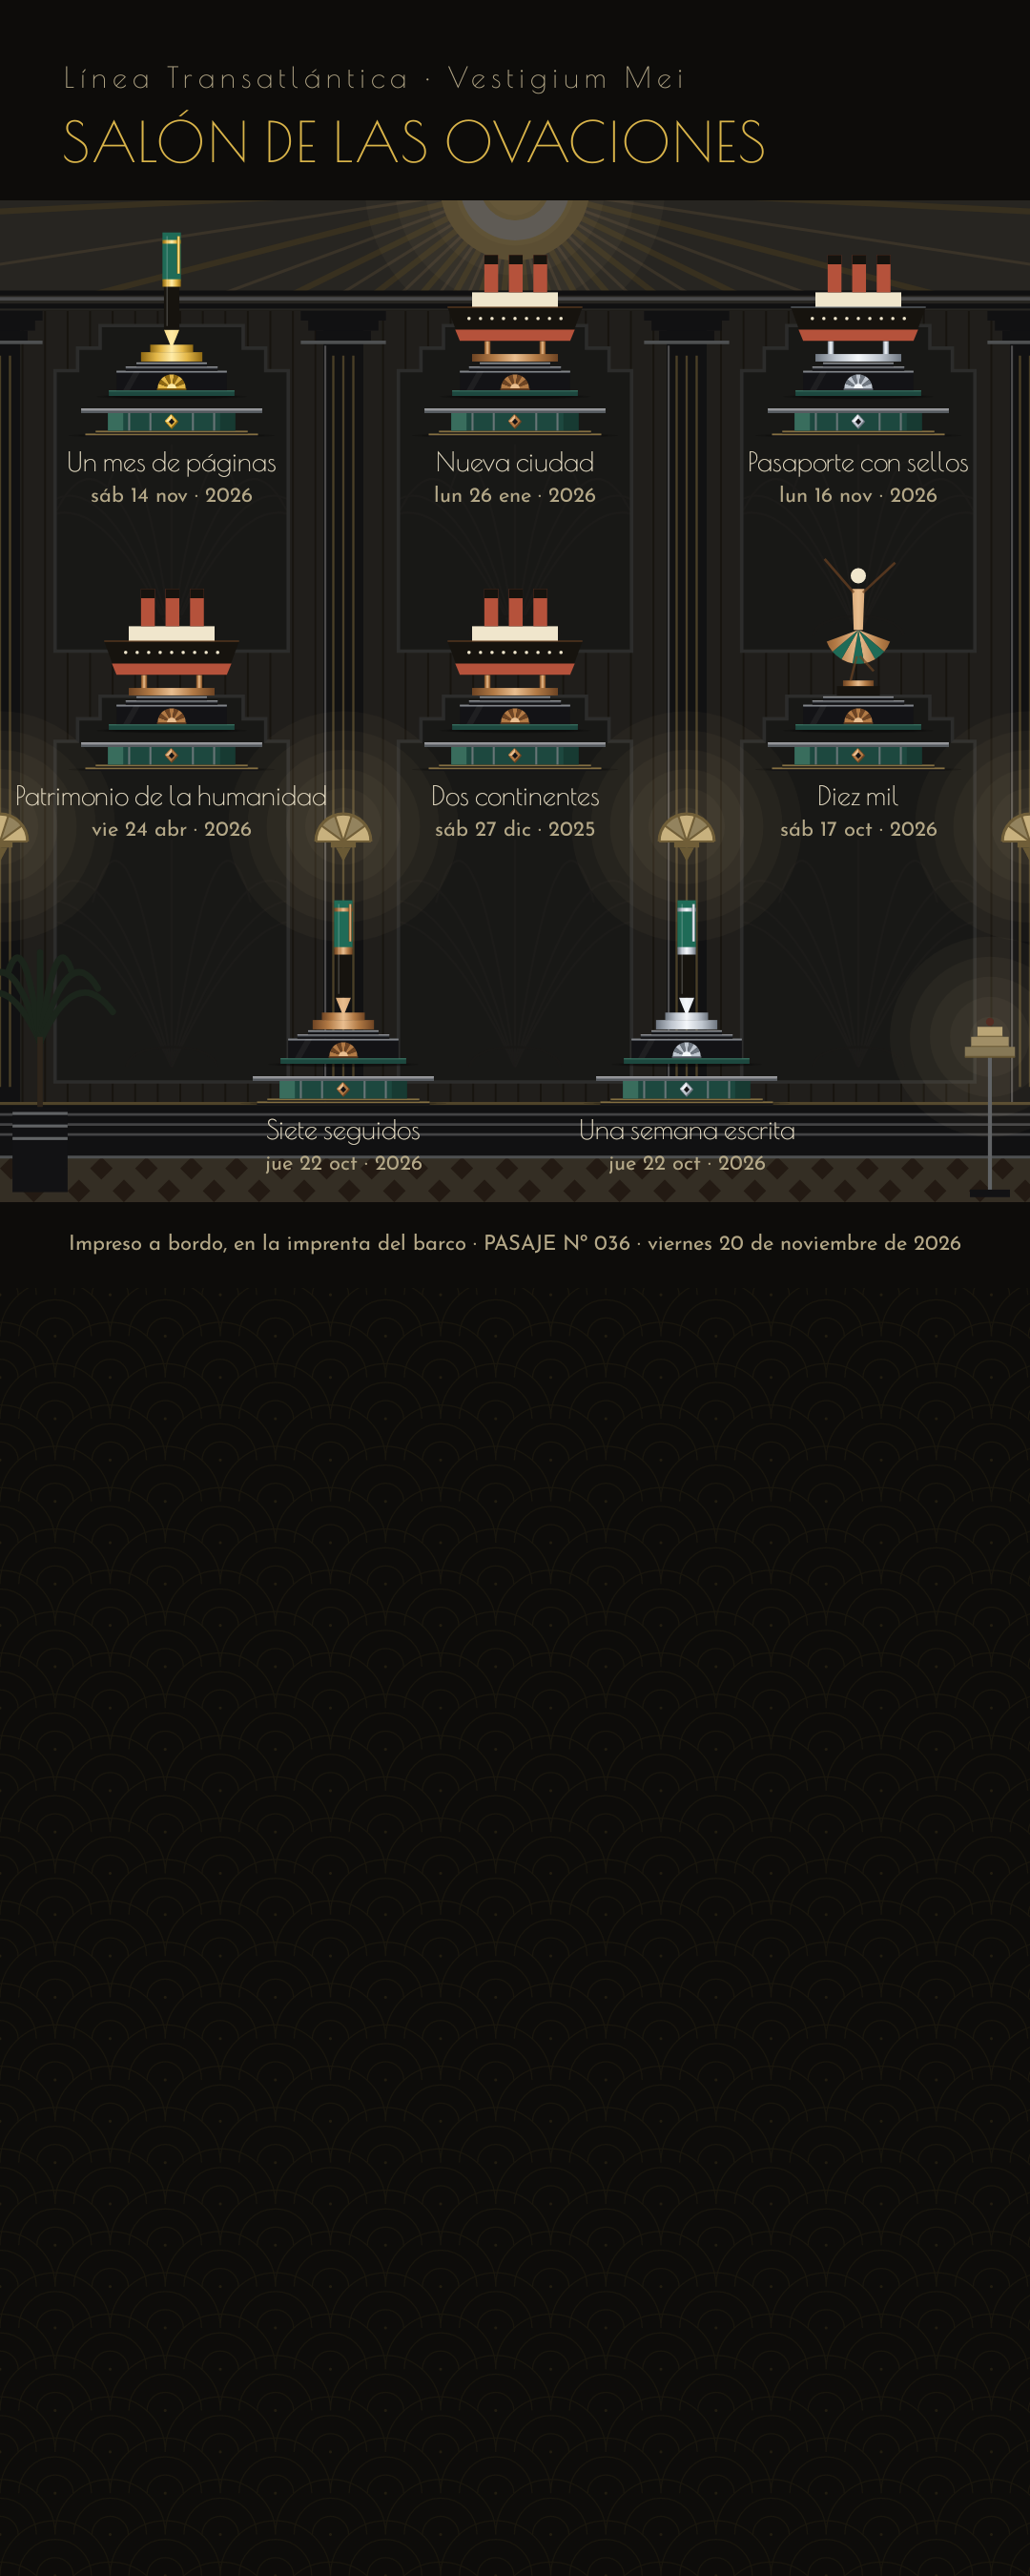 Línea Transatlántica · Vestigium Mei
SALÓN DE LAS OVACIONES
Un mes de páginas
sáb 14 nov · 2026
Nueva ciudad
lun 26 ene · 2026
Pasaporte con sellos
lun 16 nov · 2026
Patrimonio de la humanidad
vie 24 abr · 2026
Dos continentes
sáb 27 dic · 2025
Diez mil
sáb 17 oct · 2026
Siete seguidos
jue 22 oct · 2026
Una semana escrita
jue 22 oct · 2026
Impreso a bordo, en la imprenta del barco · PASAJE Nº 036 · viernes 20 de noviembre de 2026